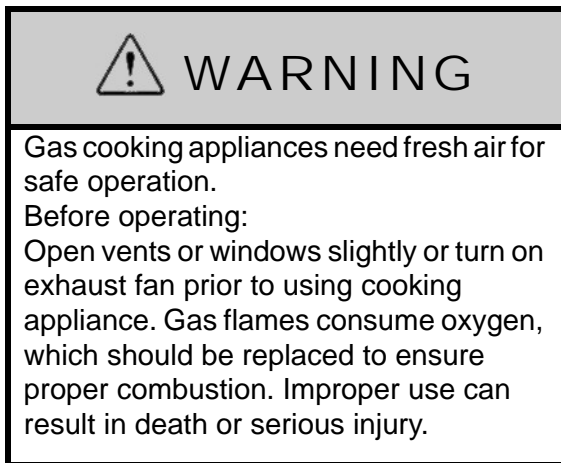 WARNING
Gas cooking appliances need fresh air for
safe operation.
Before operating:
Open vents or windows slightly or turn on
exhaust fan prior to using cooking
appliance. Gas flames consume oxygen,
which should be replaced to ensure
proper combustion. Improper use can
result in death or serious injury.